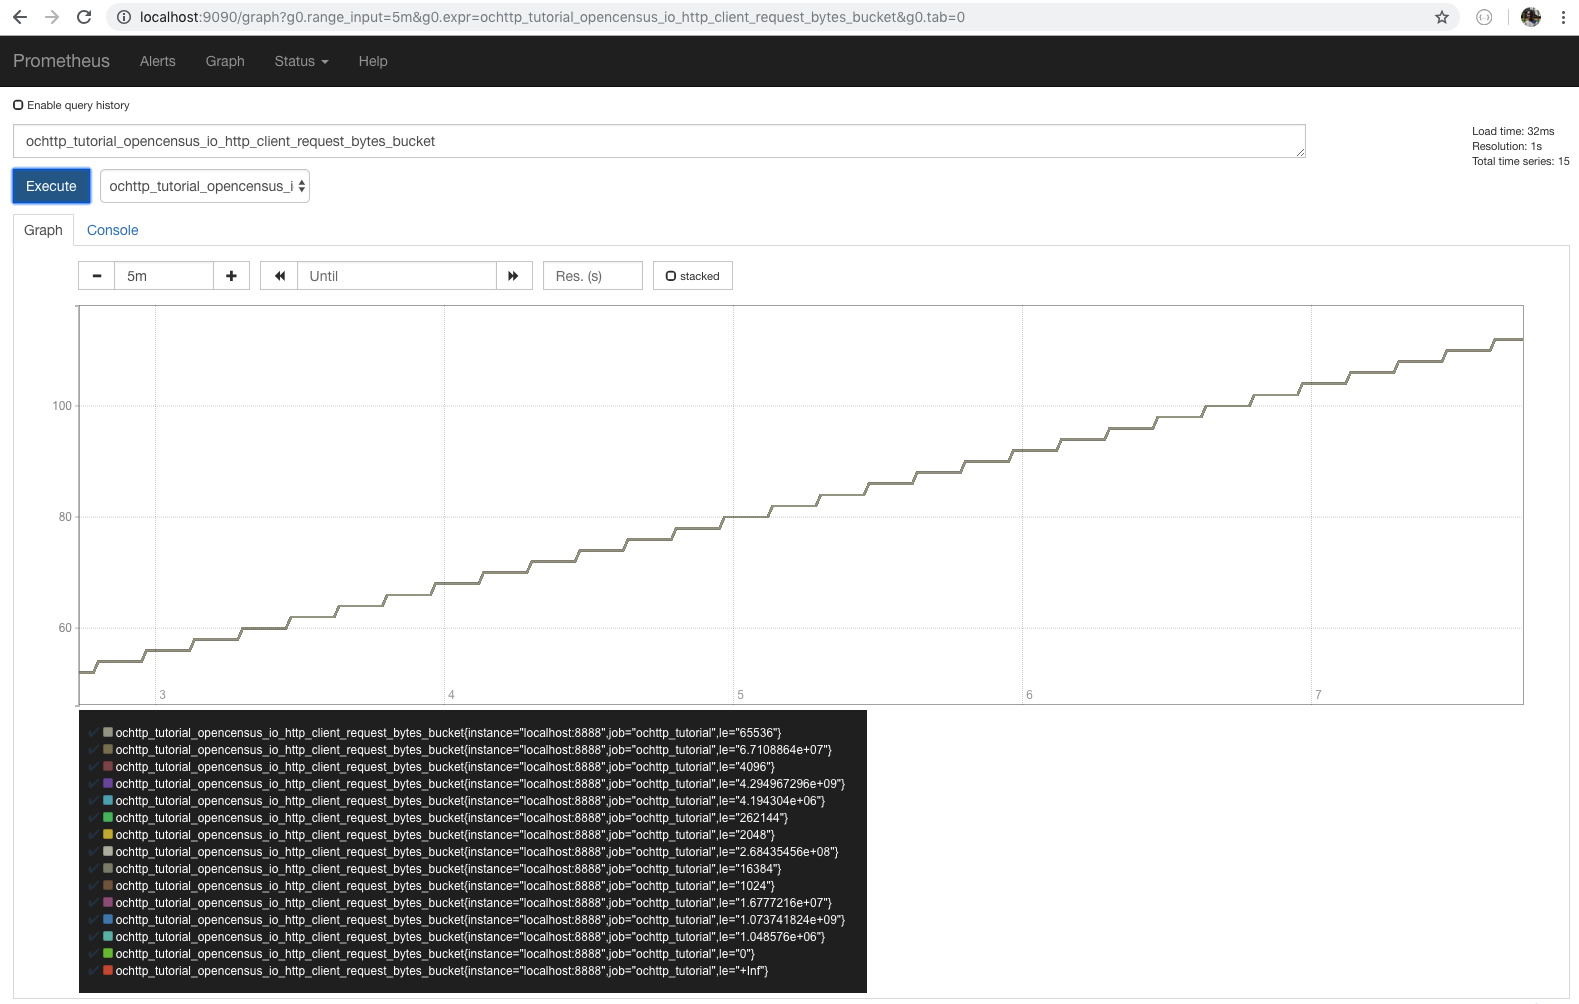 localhost:9090/graph?g0.range_input=5m&g0.expr=ochttp_tutorial_opencensus_io_http_client_request_bytes_bucket&g0.tab=0
Prometheus Alerts Graph Status Help
Enable query history
ochttp_tutorial_opencensus_io_http_client_request_bytes_bucket
Load time: 32ms
Resolution: 1s
Total time series: 15
Execute ochttp_tutorial_opencensus_i
Graph Console
5m Until Res. (s) stacked
100
80
60
3 4 5 6 7
ochttp_tutorial_opencensus_io_http_client_request_bytes_bucket{instance="localhost:8888",job="ochttp_tutorial",le="65536"}
ochttp_tutorial_opencensus_io_http_client_request_bytes_bucket{instance="localhost:8888",job="ochttp_tutorial",le="6.7108864e+07"}
ochttp_tutorial_opencensus_io_http_client_request_bytes_bucket{instance="localhost:8888",job="ochttp_tutorial",le="4096"}
ochttp_tutorial_opencensus_io_http_client_request_bytes_bucket{instance="localhost:8888",job="ochttp_tutorial",le="4.294967296e+09"}
ochttp_tutorial_opencensus_io_http_client_request_bytes_bucket{instance="localhost:8888",job="ochttp_tutorial",le="4.194304e+06"}
ochttp_tutorial_opencensus_io_http_client_request_bytes_bucket{instance="localhost:8888",job="ochttp_tutorial",le="262144"}
ochttp_tutorial_opencensus_io_http_client_request_bytes_bucket{instance="localhost:8888",job="ochttp_tutorial",le="2048"}
ochttp_tutorial_opencensus_io_http_client_request_bytes_bucket{instance="localhost:8888",job="ochttp_tutorial",le="2.68435456e+08"}
ochttp_tutorial_opencensus_io_http_client_request_bytes_bucket{instance="localhost:8888",job="ochttp_tutorial",le="16384"}
ochttp_tutorial_opencensus_io_http_client_request_bytes_bucket{instance="localhost:8888",job="ochttp_tutorial",le="1024"}
ochttp_tutorial_opencensus_io_http_client_request_bytes_bucket{instance="localhost:8888",job="ochttp_tutorial",le="1.6777216e+07"}
ochttp_tutorial_opencensus_io_http_client_request_bytes_bucket{instance="localhost:8888",job="ochttp_tutorial",le="1.073741824e+09"}
ochttp_tutorial_opencensus_io_http_client_request_bytes_bucket{instance="localhost:8888",job="ochttp_tutorial",le="1.048576e+06"}
ochttp_tutorial_opencensus_io_http_client_request_bytes_bucket{instance="localhost:8888",job="ochttp_tutorial",le="0"}
ochttp_tutorial_opencensus_io_http_client_request_bytes_bucket{instance="localhost:8888",job="ochttp_tutorial",le="+Inf"}